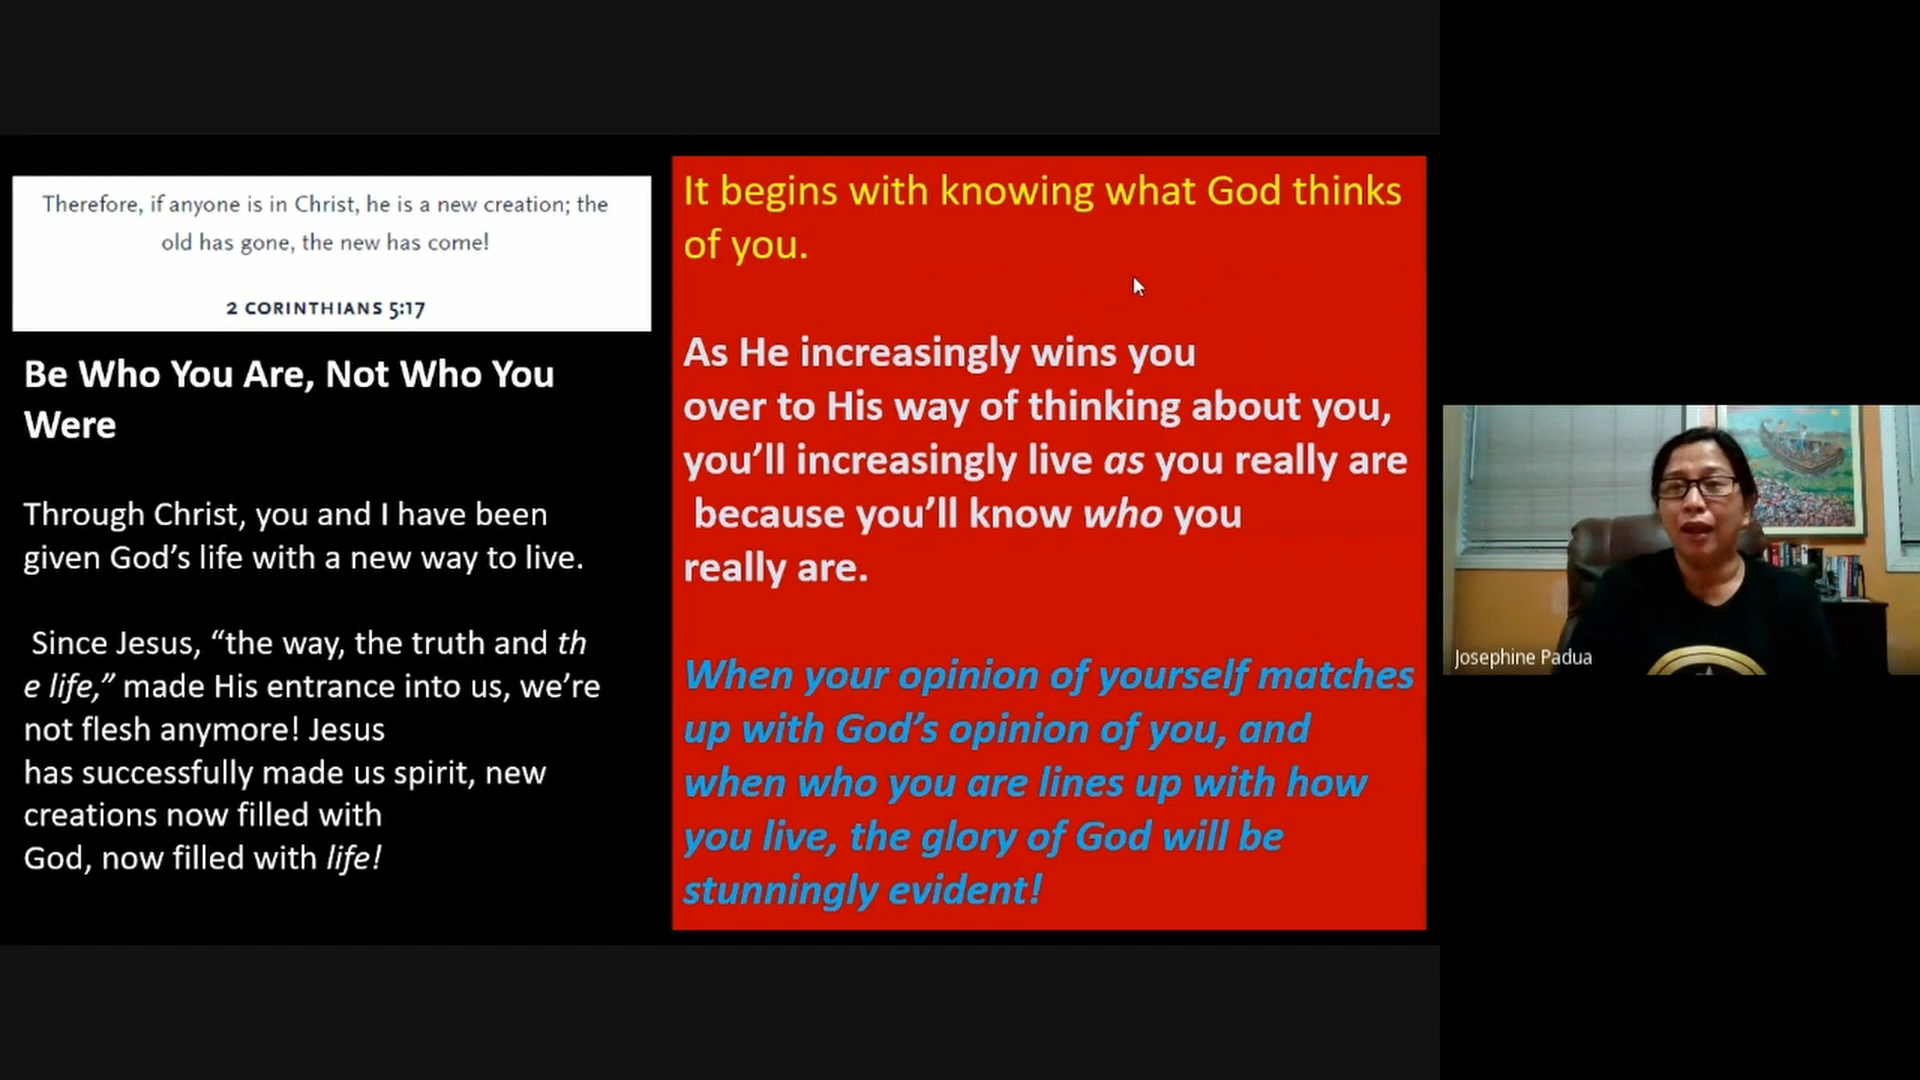 Therefore, if anyone is in Christ, he is a new creation; the
old has gone, the new has come!
2 CORINTHIANS 5:17
Be Who You Are, Not Who You
Were
Through Christ, you and I have been
given God’s life with a new way to live.
Since Jesus, “the way, the truth and th
e life,” made His entrance into us, we’re
not flesh anymore! Jesus
has successfully made us spirit, new
creations now filled with
God, now filled with life!
It begins with knowing what God thinks
of you.
As He increasingly wins you
over to His way of thinking about you,
you’ll increasingly live as you really are
because you’ll know who you
really are.
When your opinion of yourself matches
up with God’s opinion of you, and
when who you are lines up with how
you live, the glory of God will be
stunningly evident!
Josephine Padua